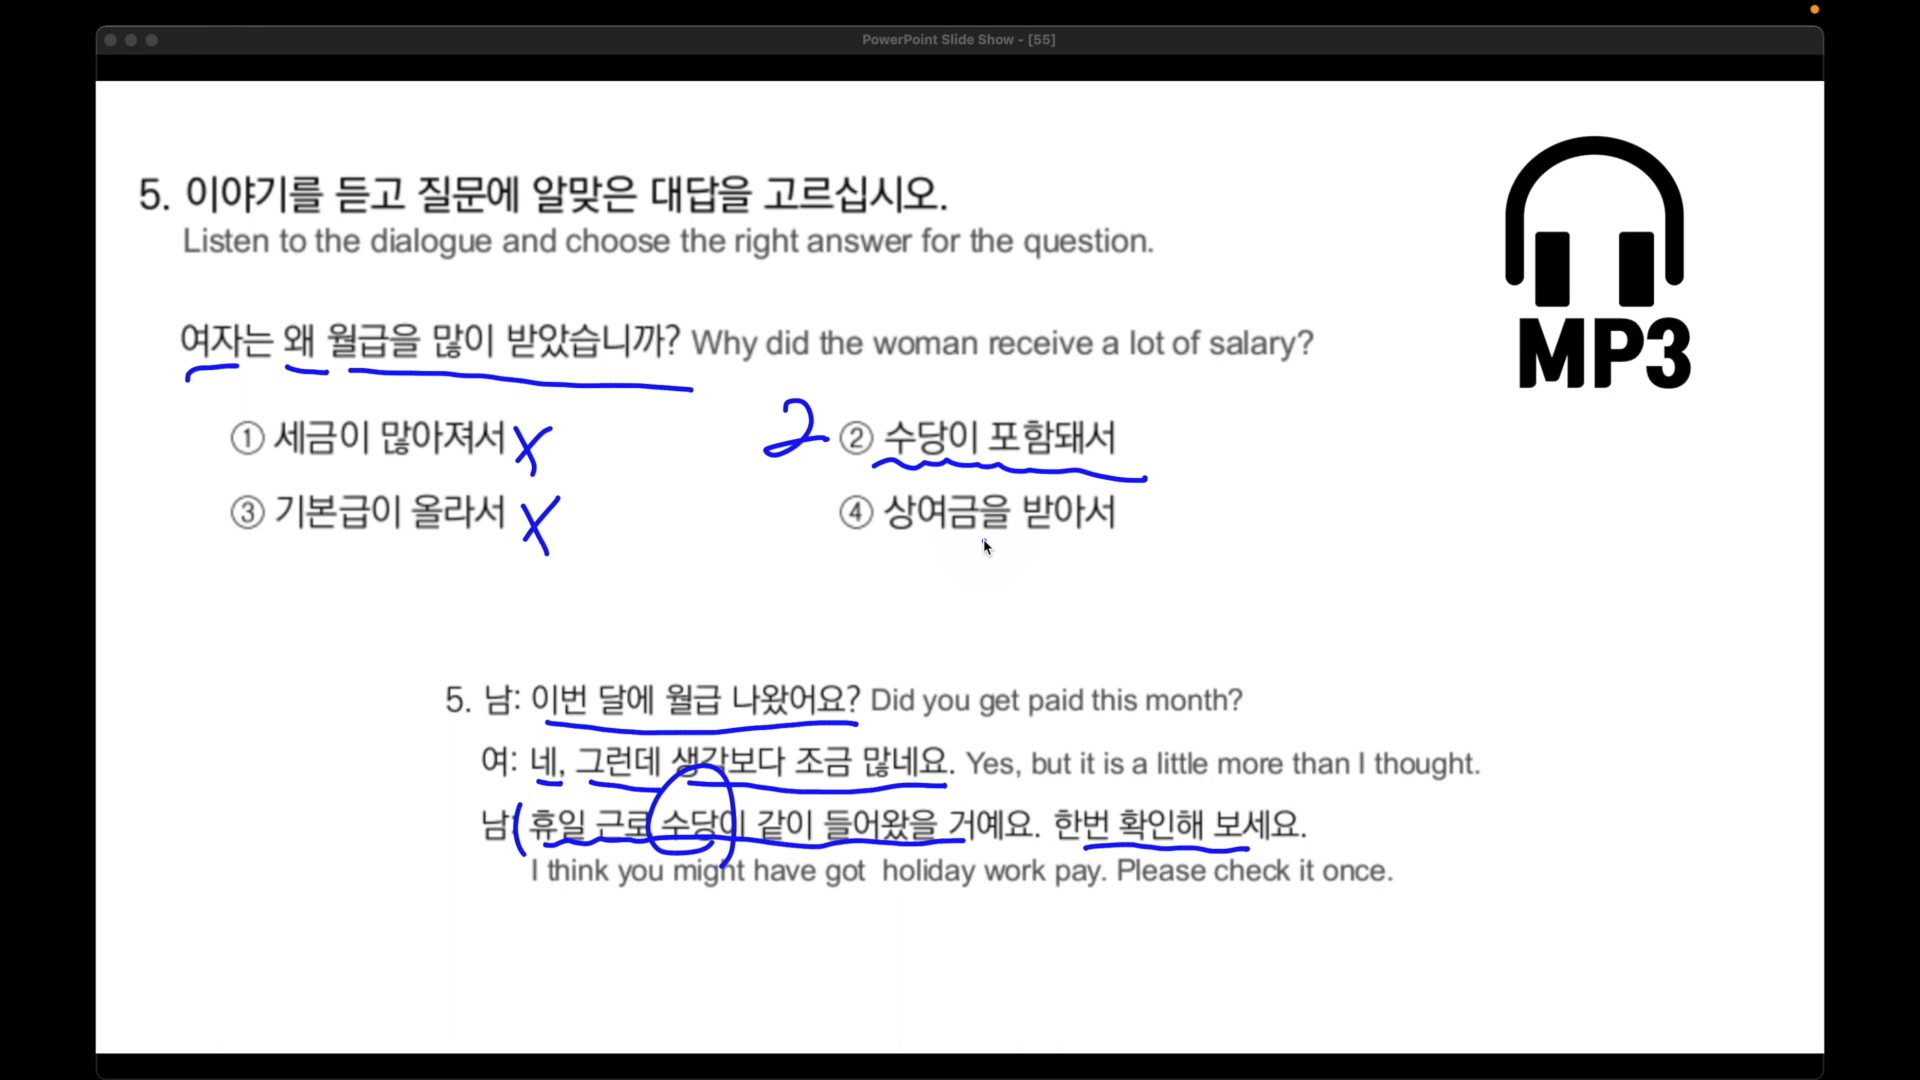 PowerPoint Slide Show - [55]
5. 이야기를 듣고 질문에 알맞은 대답을 고르십시오.
Listen to the dialogue and choose the right answer for the question.
MP3
여자는 왜 월급을 많이 받았습니까? Why did the woman receive a lot of salary?
① 세금이 많아져서 X 2 ② 수당이 포함돼서
③ 기본급이 올라서 X ④ 상여금을 받아서
5. 남: 이번 달에 월급 나왔어요? Did you get paid this month?
여: 네, 그런데 생각보다 조금 많네요. Yes, but it is a little more than I thought.
남: 휴일 근로 수당이 같이 들어왔을 거예요. 한번 확인해 보세요.
I think you might have got holiday work pay. Please check it once.